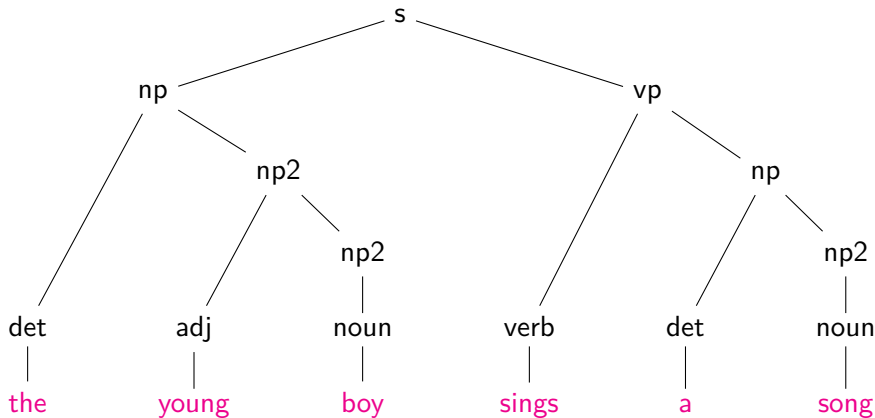 s
np vp
np2 np
np2 np2
det adj noun verb det noun
the young boy sings a song